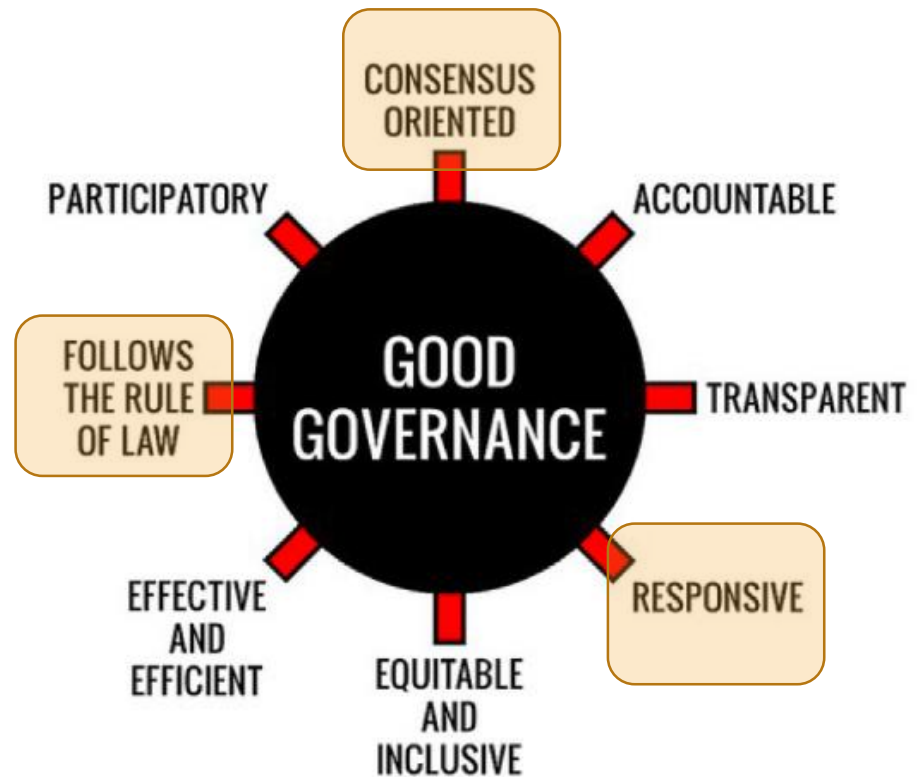 CONSENSUS
ORIENTED
PARTICIPATORY
ACCOUNTABLE
FOLLOWS
THE RULE
OF LAW
GOOD
GOVERNANCE
TRANSPARENT
EFFECTIVE
AND
EFFICIENT
RESPONSIVE
EQUITABLE
AND
INCLUSIVE